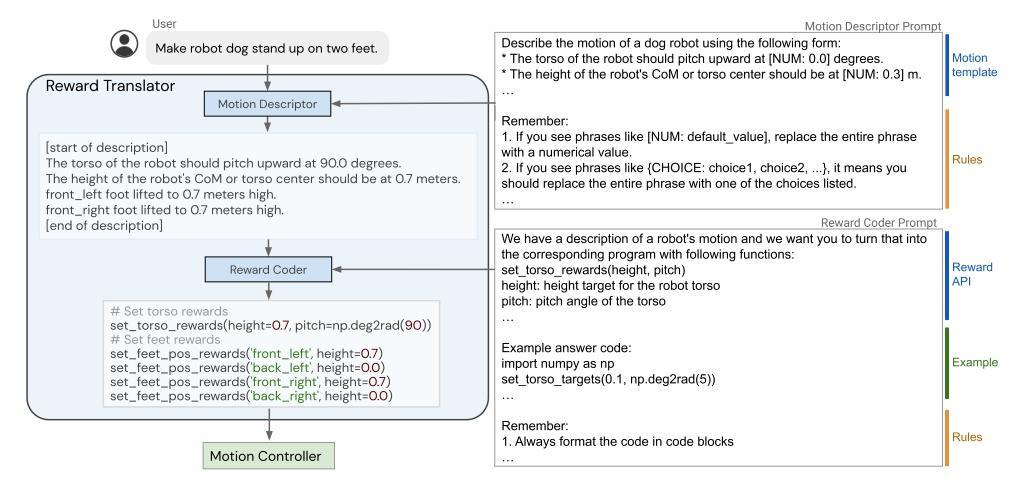 User
Make robot dog stand up on two feet.
Reward Translator
Motion Descriptor
[start of description]
The torso of the robot should pitch upward at 90.0 degrees.
The height of the robot's CoM or torso center should be at 0.7 meters.
front_left foot lifted to 0.7 meters high.
front_right foot lifted to 0.7 meters high.
[end of description]
Reward Coder
# Set torso rewards
set_torso_rewards(height=0.7, pitch=np.deg2rad(90))
# Set feet rewards
set_feet_pos_rewards('front_left', height=0.7)
set_feet_pos_rewards('back_left', height=0.0)
set_feet_pos_rewards('front_right', height=0.7)
set_feet_pos_rewards('back_right', height=0.0)
Motion Controller
Motion Descriptor Prompt
Describe the motion of a dog robot using the following form:
* The torso of the robot should pitch upward at [NUM: 0.0] degrees.
* The height of the robot's CoM or torso center should be at [NUM: 0.3] m.
...
Remember:
1. If you see phrases like [NUM: default_value], replace the entire phrase
with a numerical value.
2. If you see phrases like {CHOICE: choice1, choice2, ...}, it means you
should replace the entire phrase with one of the choices listed.
...
Motion
template
Rules
Reward Coder Prompt
We have a description of a robot's motion and we want you to turn that into
the corresponding program with following functions:
set_torso_rewards(height, pitch)
height: height target for the robot torso
pitch: pitch angle of the torso
...
Example answer code:
import numpy as np
set_torso_targets(0.1, np.deg2rad(5))
...
Remember:
1. Always format the code in code blocks
...
Reward
API
Example
Rules